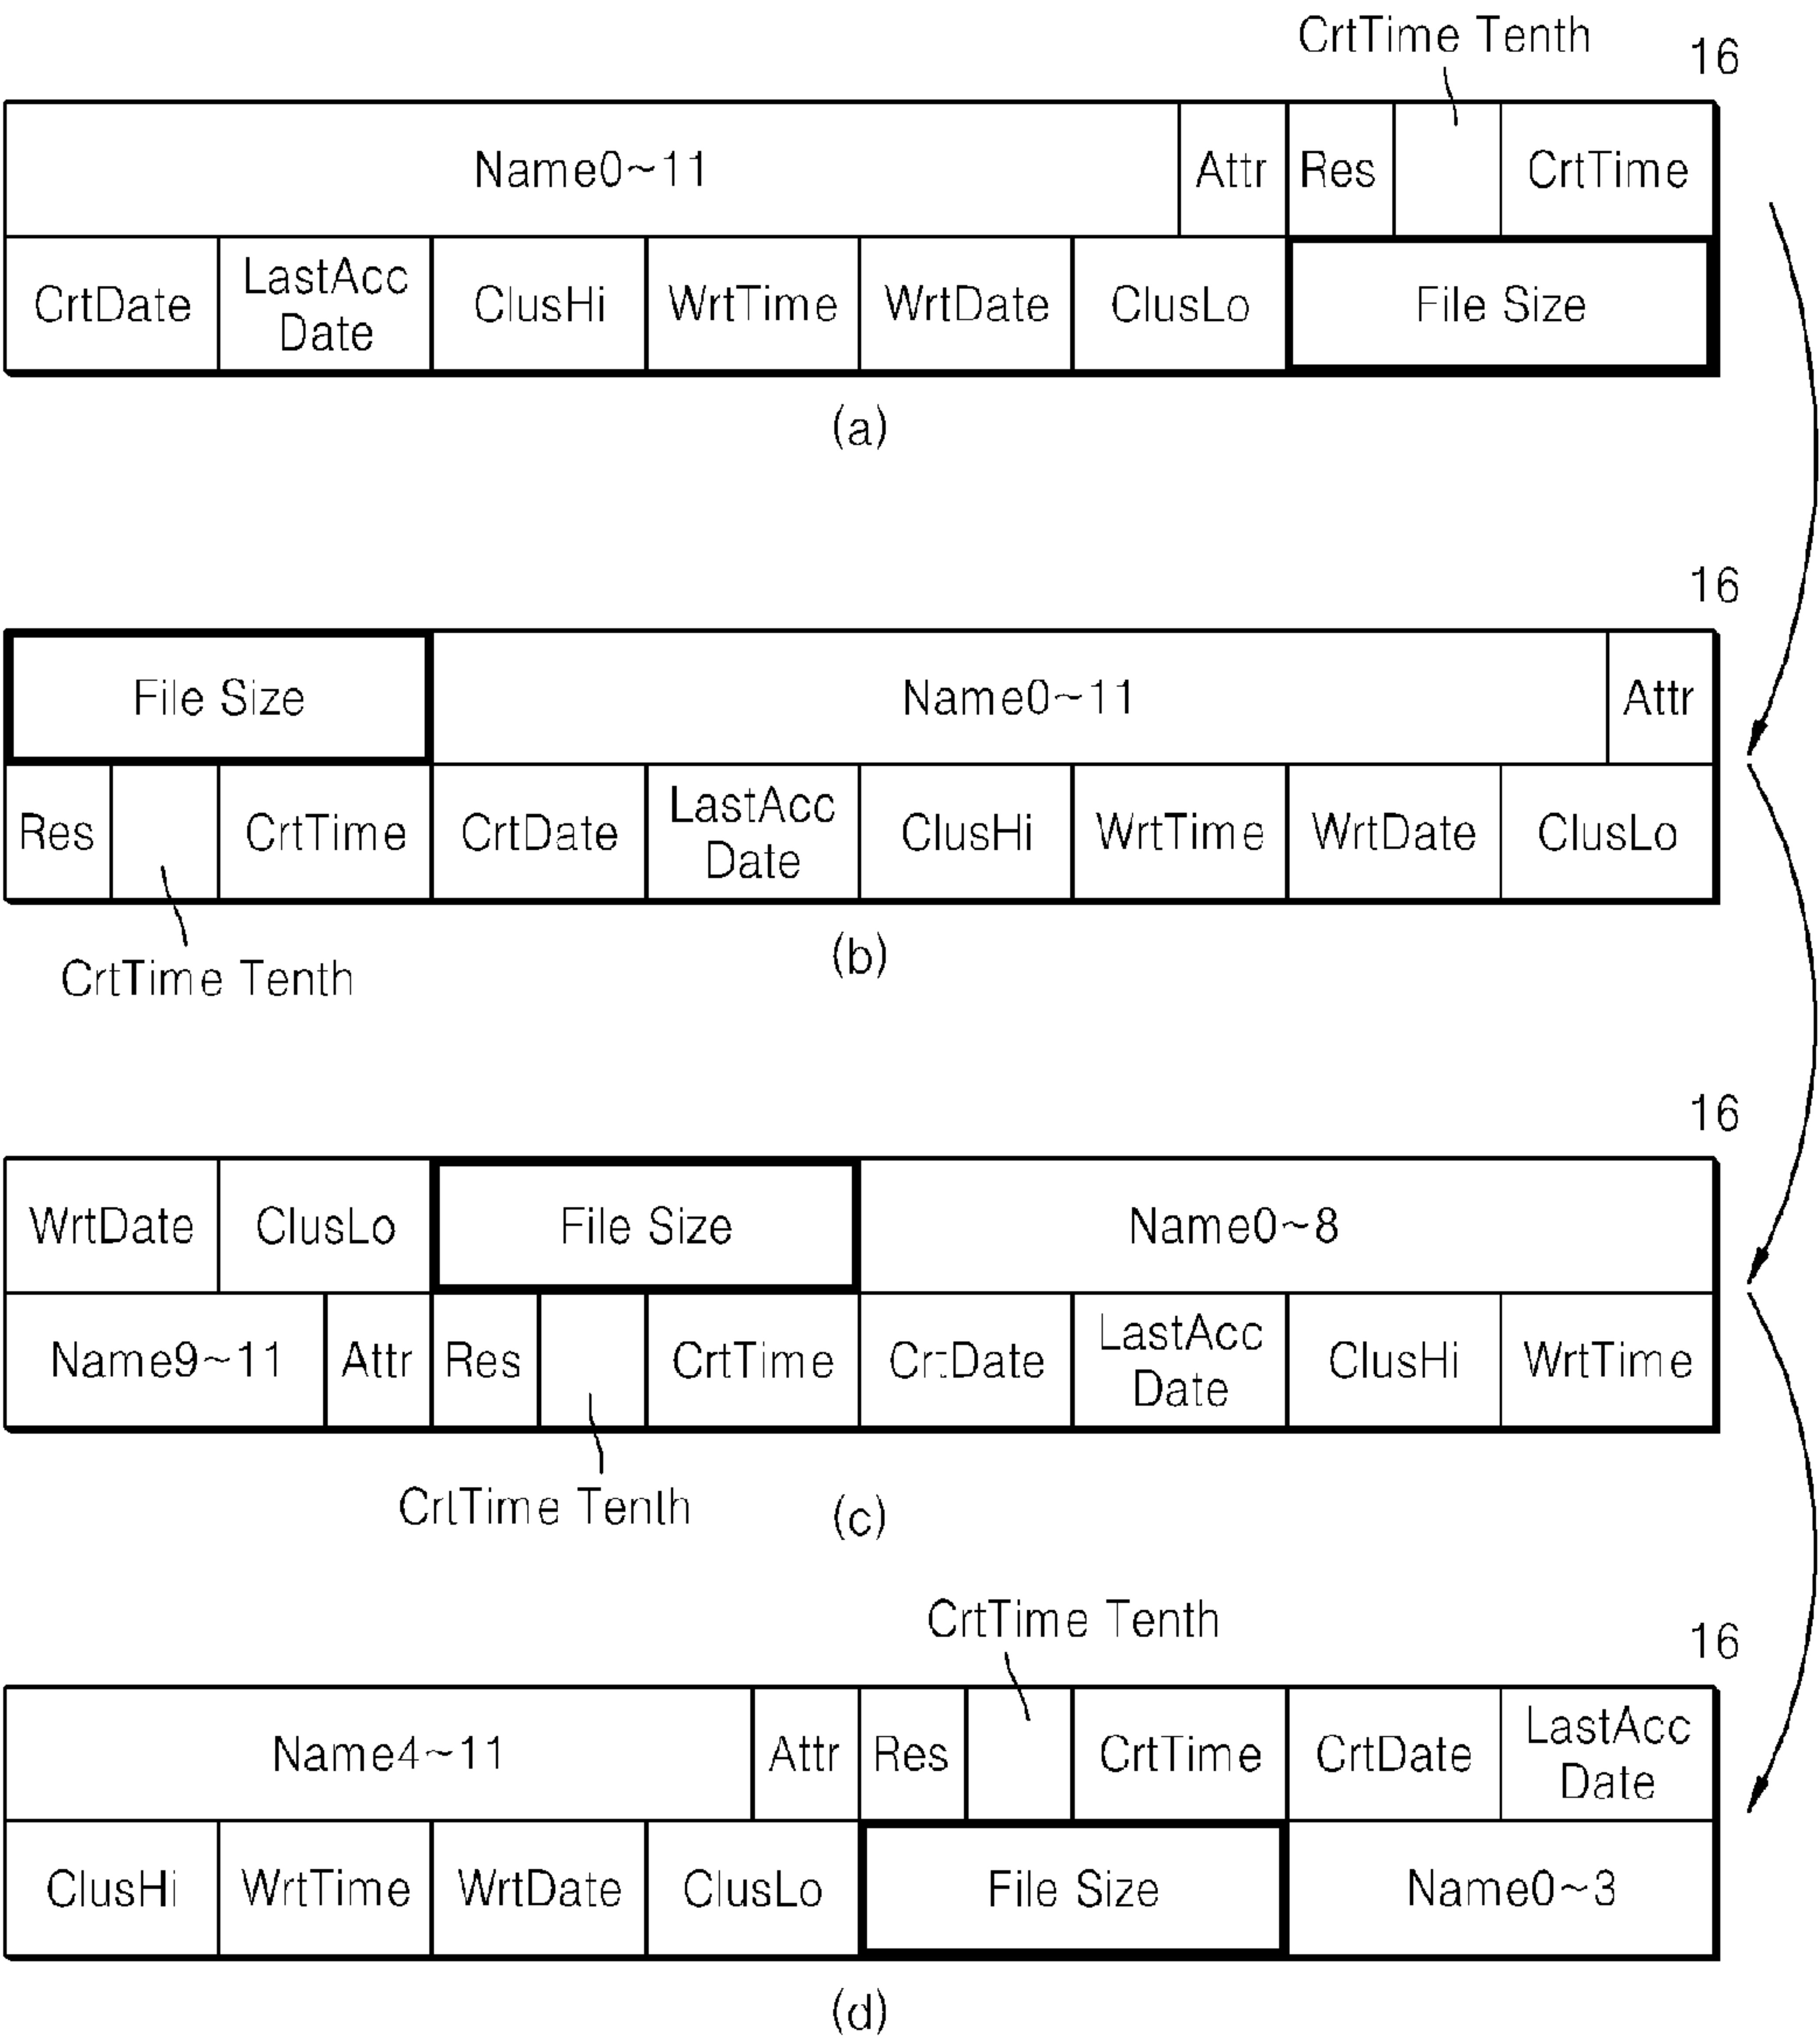 CrtTime Tenth
16
Name0~11 Attr Res CrtTime
CrtDate LastAcc Date ClusHi WrtTime WrtDate ClusLo File Size
(a)
16
File Size Name0~11 Attr
Res CrtTime CrtDate LastAcc Date ClusHi WrtTime WrtDate ClusLo
CrtTime Tenth
(b)
16
WrtDate ClusLo File Size Name0~8
Name9~11 Attr Res CrtTime CrtDate LastAcc Date ClusHi WrtTime
CrtTime Tenth
(c)
CrtTime Tenth
16
Name4~11 Attr Res CrtTime CrtDate LastAcc Date
ClusHi WrtTime WrtDate ClusLo File Size Name0~3
(d)